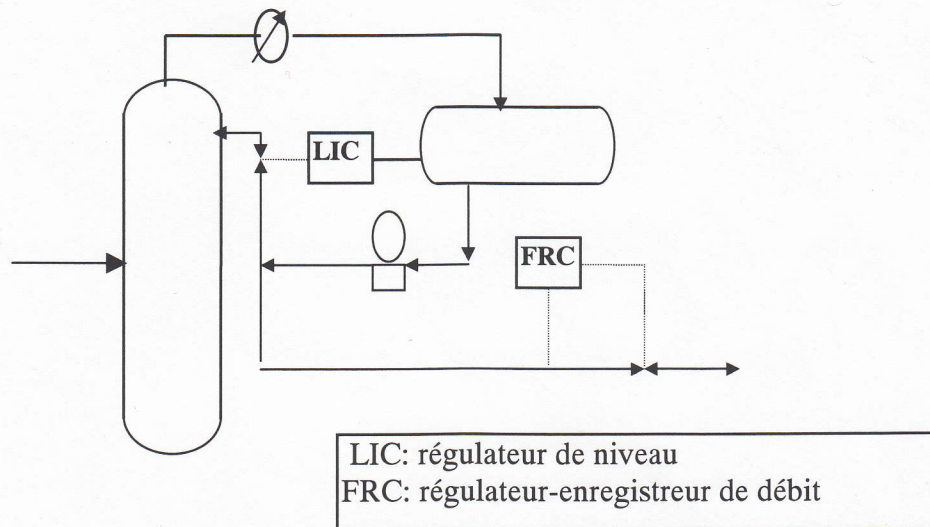 LIC
FRC
LIC: régulateur de niveau
FRC: régulateur-enregistreur de débit